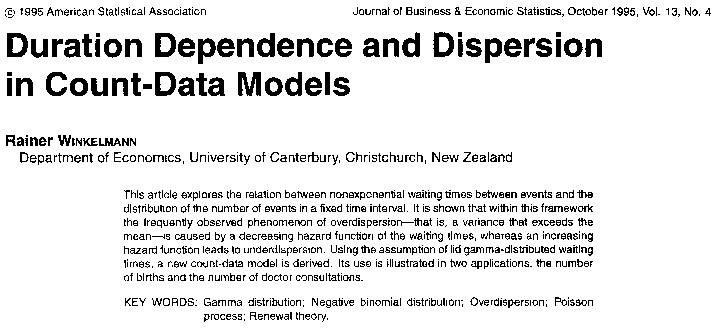 © 1995 American Statistical Association Journal of Business & Economic Statistics, October 1995, Vol. 13, No. 4
Duration Dependence and Dispersion
in Count-Data Models
Rainer WINKELMANN
Department of Economics, University of Canterbury, Christchurch, New Zealand
This article explores the relation between nonexponential waiting times between events and the
distribution of the number of events in a fixed time interval. It is shown that within this framework
the frequently observed phenomenon of overdispersion—that is, a variance that exceeds the
mean—is caused by a decreasing hazard function of the waiting times, whereas an increasing
hazard function leads to underdispersion. Using the assumption of iid gamma-distributed waiting
times, a new count-data model is derived. Its use is illustrated in two applications, the number
of births and the number of doctor consultations.
KEY WORDS: Gamma distribution; Negative binomial distribution; Overdispersion; Poisson
process; Renewal theory.